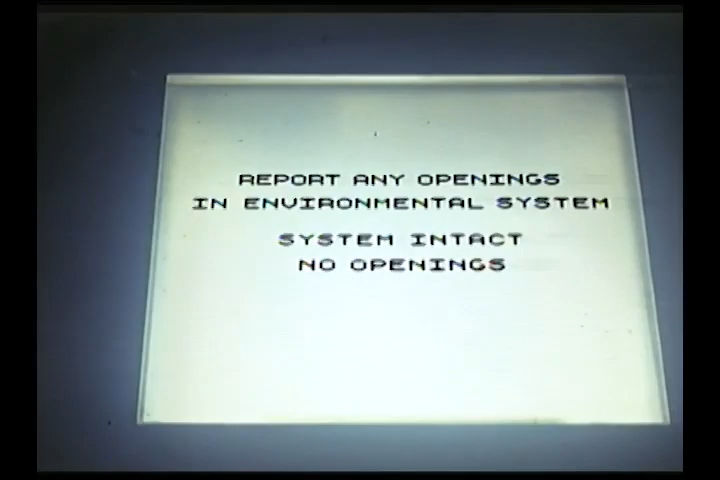 REPORT ANY OPENINGS
IN ENVIRONMENTAL SYSTEM
SYSTEM INTACT
NO OPENINGS